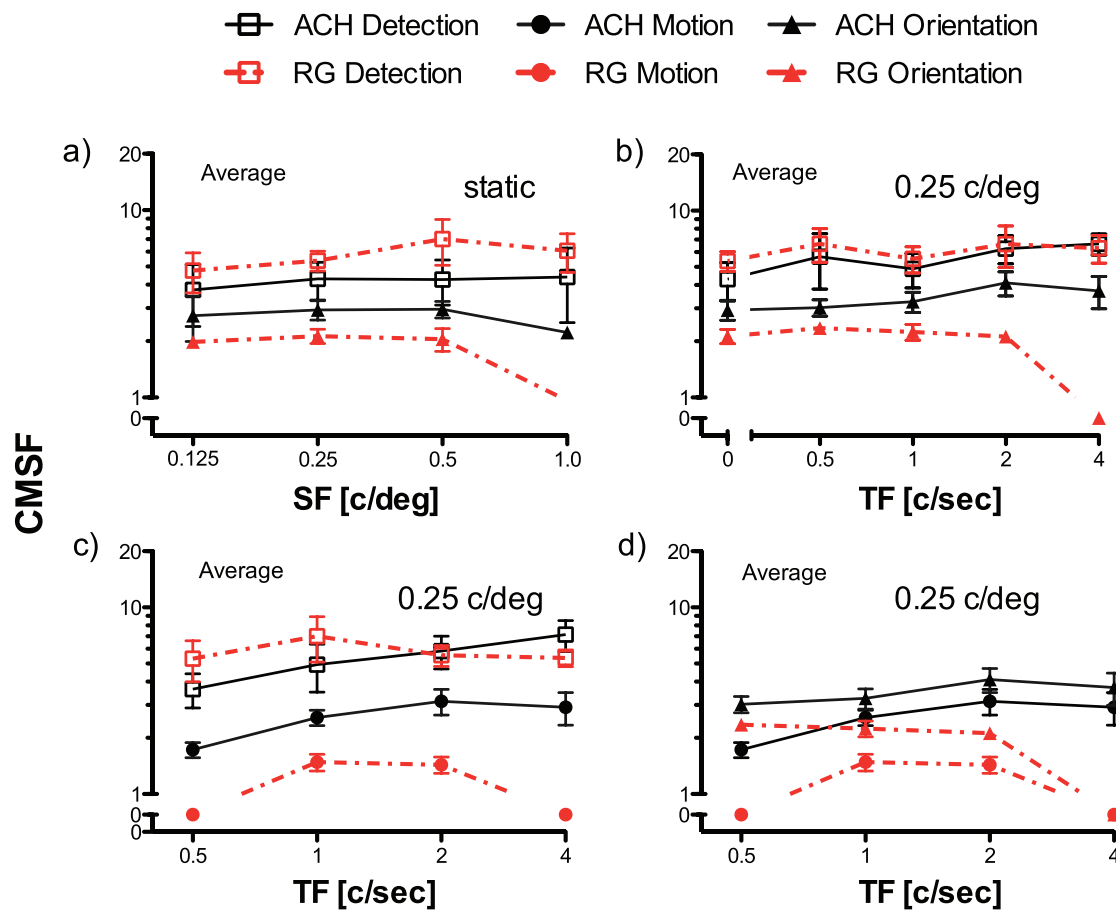 ACH Detection ACH Motion ACH Orientation
RG Detection RG Motion RG Orientation
a) b)
20 20
Average static Average 0.25 c/deg
10 10
1 1
0 0
0.125 0.25 0.5 1.0 0 0.5 1 2 4
SF [c/deg] TF [c/sec]
CMSF
c) d)
20 20
Average 0.25 c/deg Average 0.25 c/deg
10 10
1 1
0 0
0
0.5 1 2 4 0.5 1 2 4
TF [c/sec] TF [c/sec]